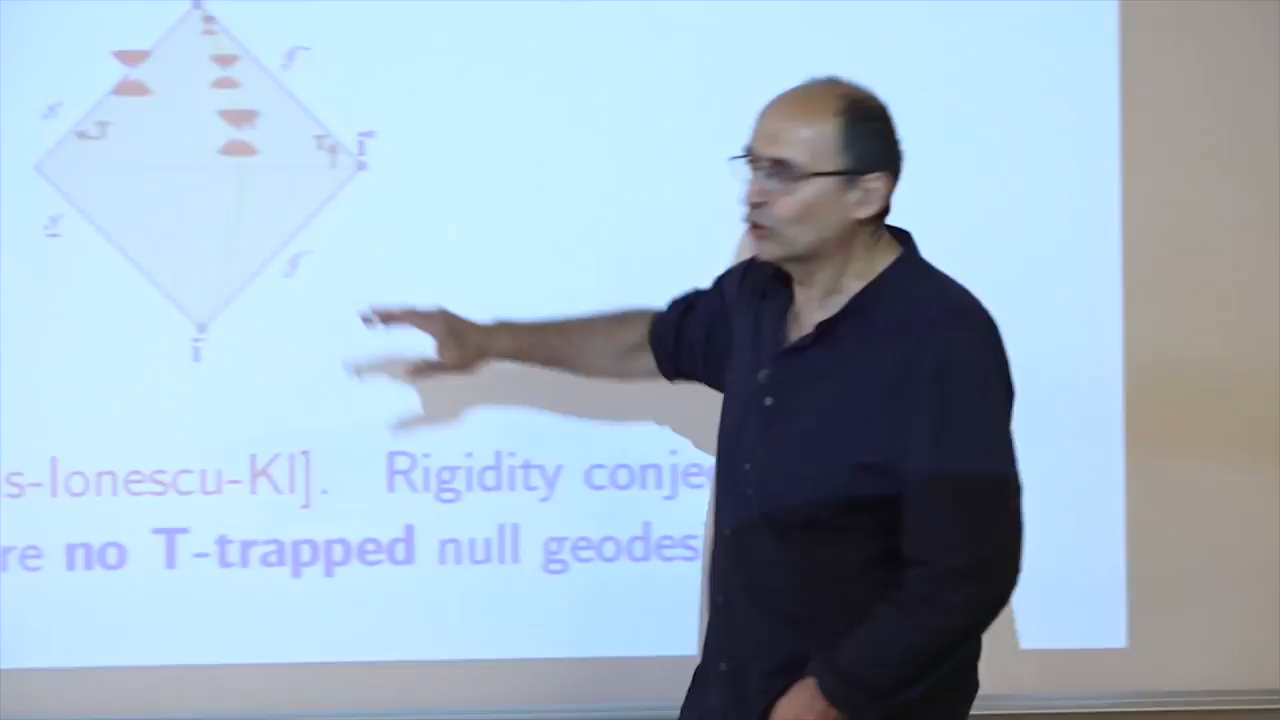 s-Ionescu-Kl]. Rigidity conje
re no T-trapped null geodes